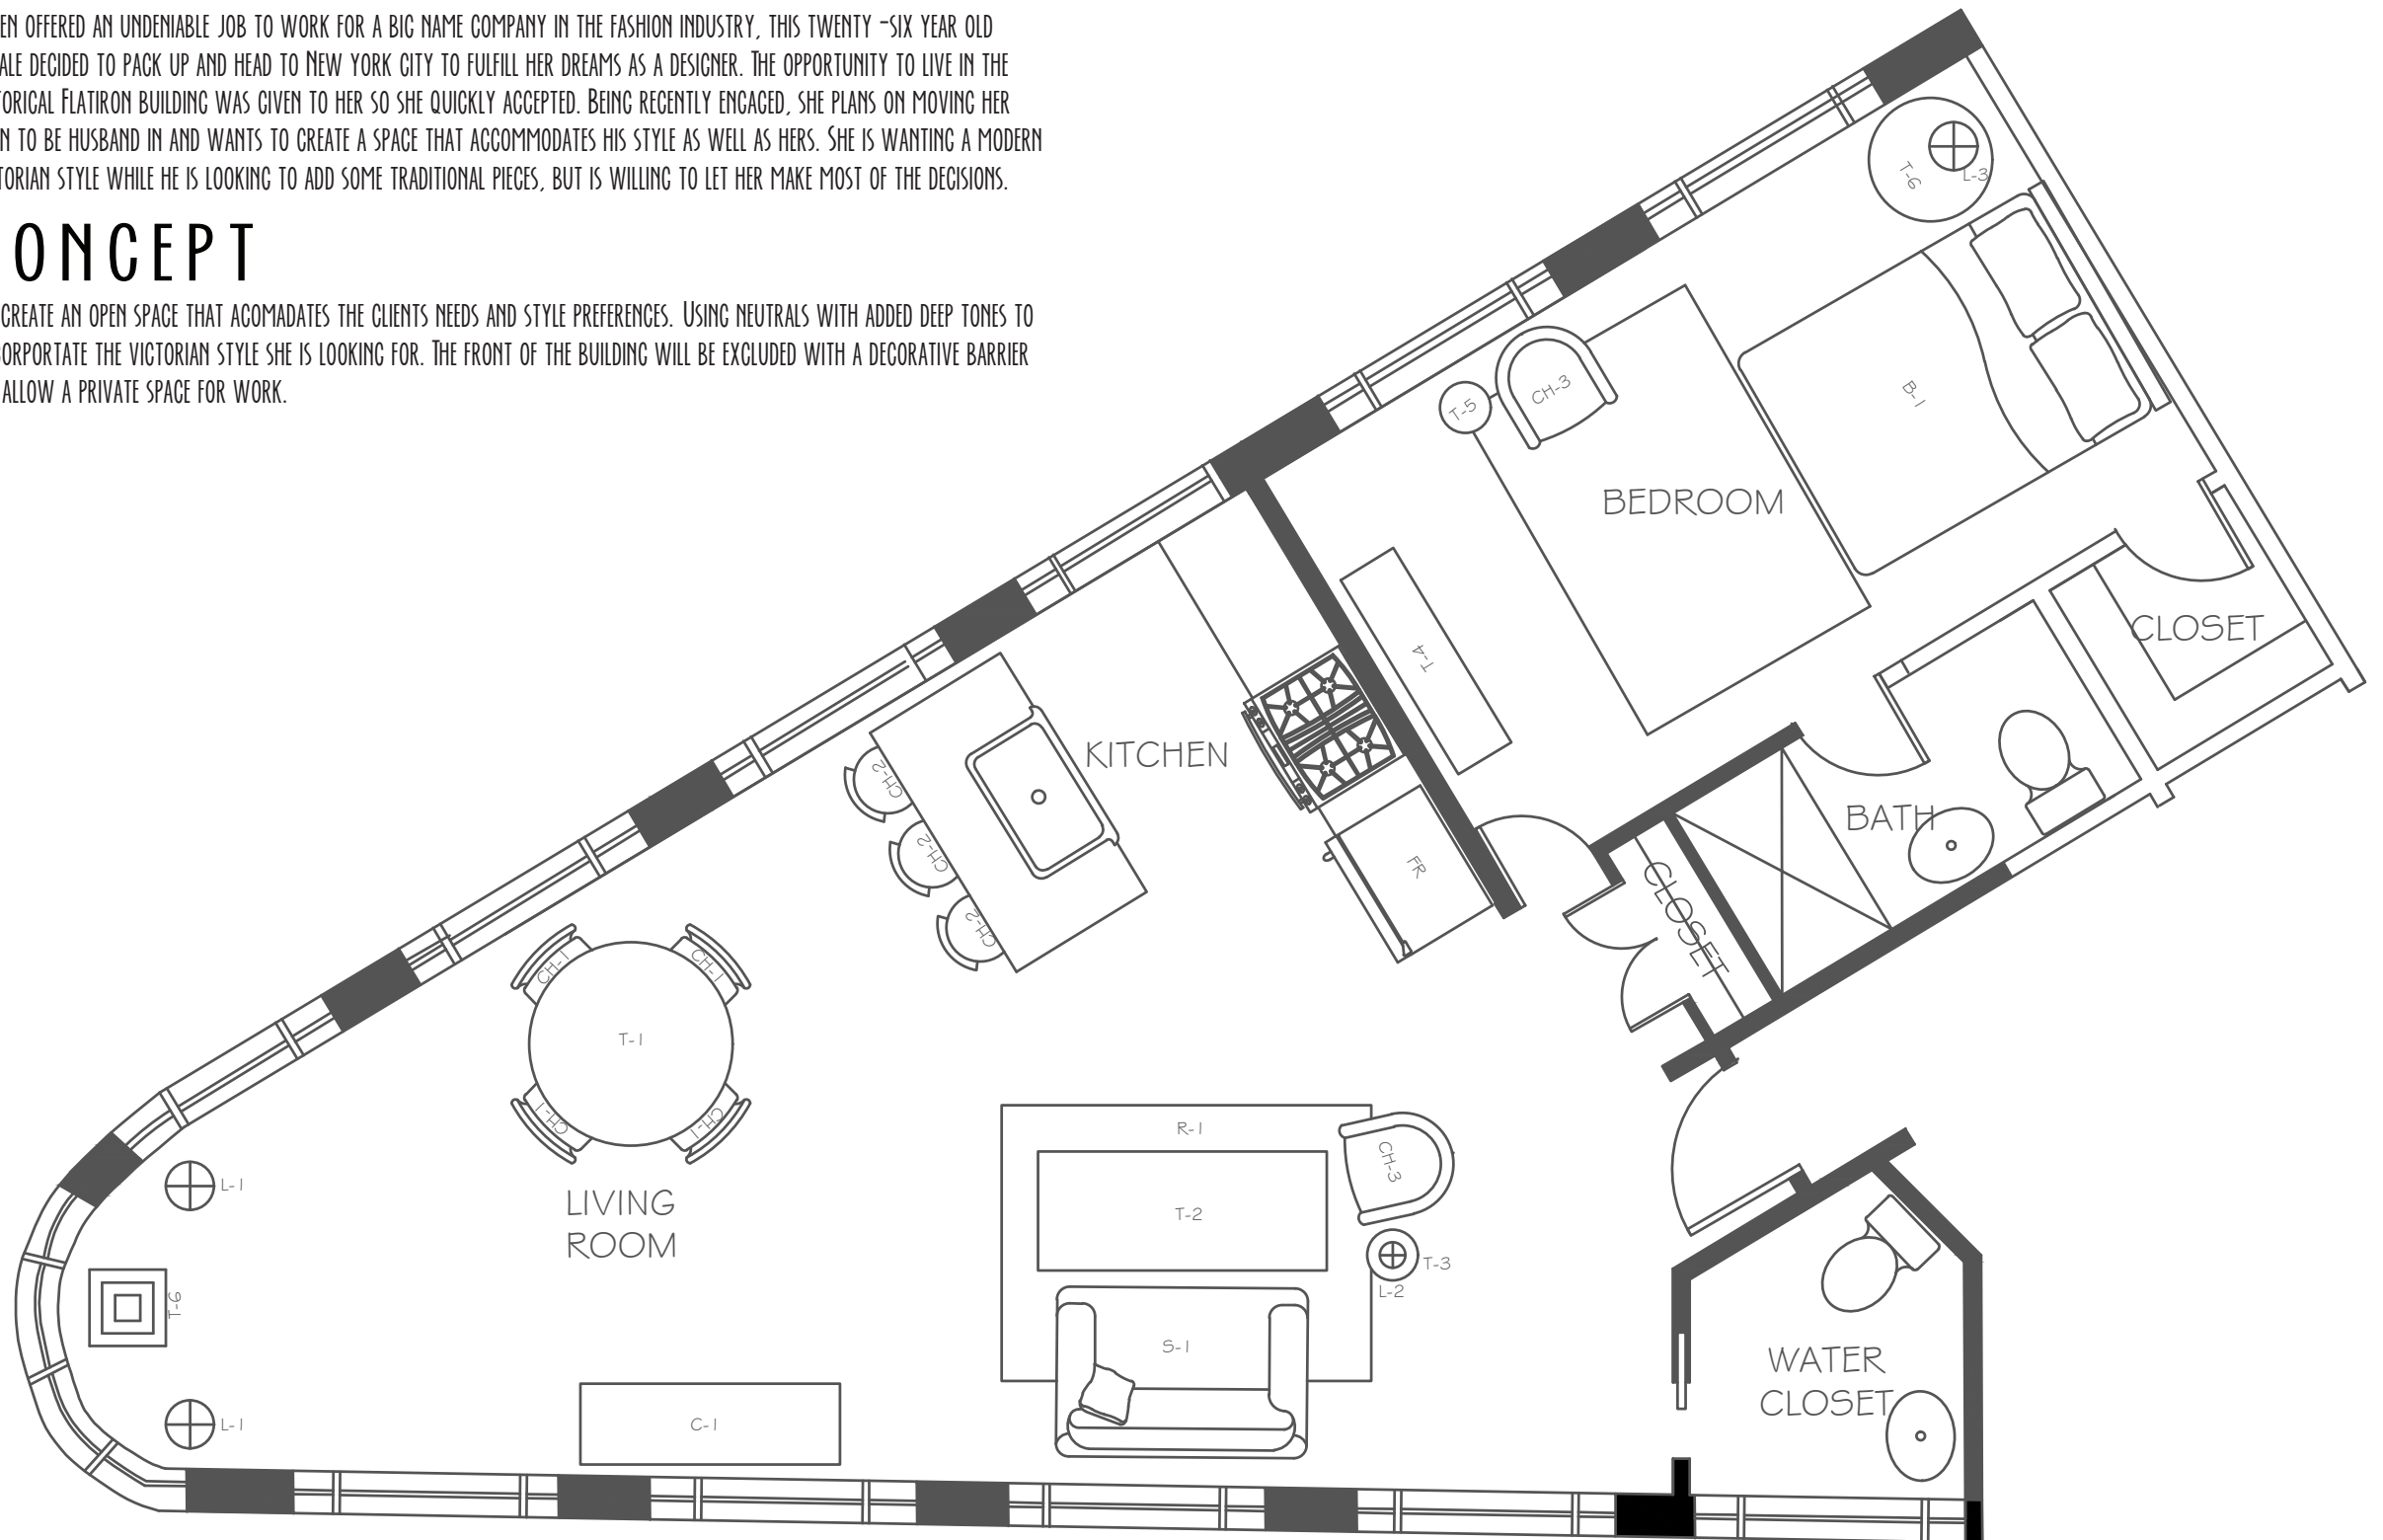 EN OFFERED AN UNDENIABLE JOB TO WORK FOR A BIG NAME COMPANY IN THE FASHION INDUSTRY, THIS TWENTY -SIX YEAR OLD
ALE DECIDED TO PACK UP AND HEAD TO NEW YORK CITY TO FULFILL HER DREAMS AS A DESIGNER. THE OPPORTUNITY TO LIVE IN THE
TORICAL FLATIRON BUILDING WAS GIVEN TO HER SO SHE QUICKLY ACCEPTED. BEING RECENTLY ENGAGED, SHE PLANS ON MOVING HER
N TO BE HUSBAND IN AND WANTS TO CREATE A SPACE THAT ACCOMMODATES HIS STYLE AS WELL AS HERS. SHE IS WANTING A MODERN
TORIAN STYLE WHILE HE IS LOOKING TO ADD SOME TRADITIONAL PIECES, BUT IS WILLING TO LET HER MAKE MOST OF THE DECISIONS.
ONCEPT
CREATE AN OPEN SPACE THAT ACOMADATES THE CLIENTS NEEDS AND STYLE PREFERENCES. USING NEUTRALS WITH ADDED DEEP TONES TO
ORPORTATE THE VICTORIAN STYLE SHE IS LOOKING FOR. THE FRONT OF THE BUILDING WILL BE EXCLUDED WITH A DECORATIVE BARRIER
ALLOW A PRIVATE SPACE FOR WORK.
T-6
L-3
B-1
CH-3
T-5
BEDROOM
CLOSET
T-4
KITCHEN
CH-2
CH-2
CH-2
FR
BATH
CLOSET
CH-1
CH-1
T-1
CH-1
CH-1
LIVING
ROOM
R-1
CH-3
T-2
T-3
L-2
S-1
L-1
T-6
L-1
C-1
WATER
CLOSET